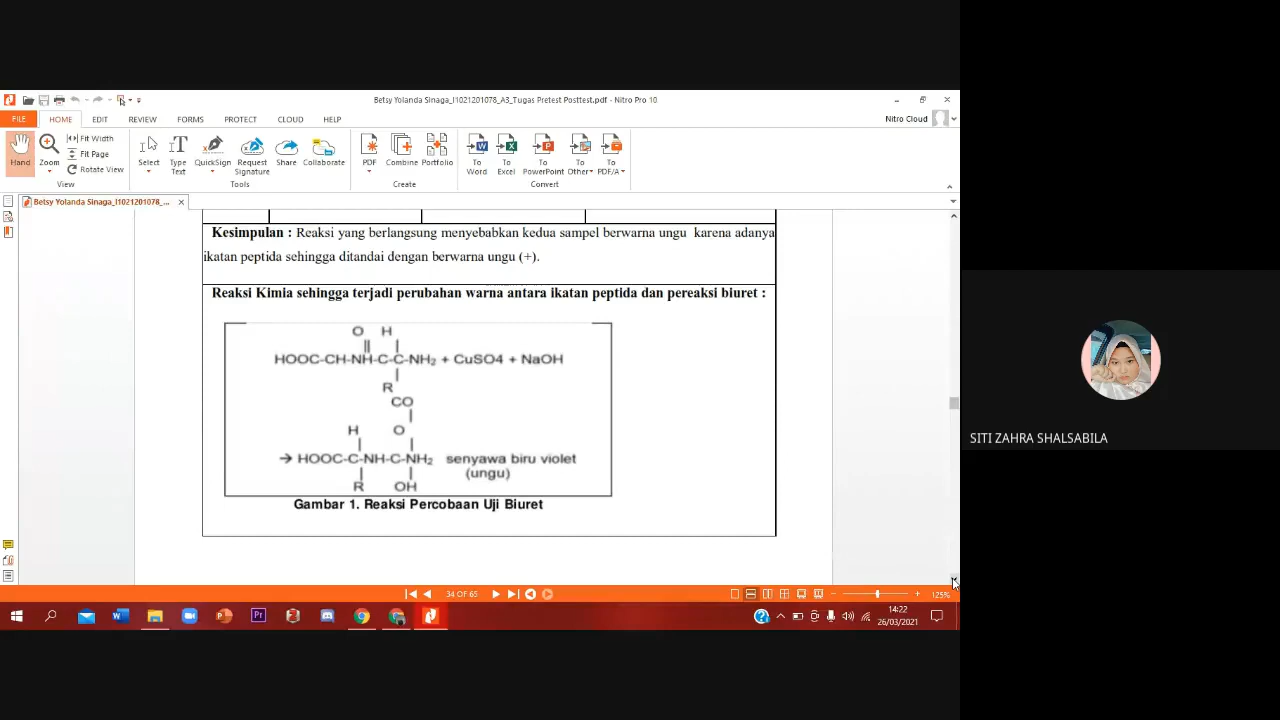 Betsy Yolanda Sinaga_I1021201078_A3_Tugas Pretest Posttest.pdf - Nitro Pro 10
FILE HOME EDIT REVIEW FORMS PROTECT CLOUD HELP
Nitro Cloud
Hand
Zoom
Fit Width
Fit Page
Rotate View
View
Select
Type Text
QuickSign
Request Signature
Share
Collaborate
Tools
PDF
Combine
Portfolio
Create
To Word
To Excel
To PowerPoint
To Other
To PDF/A
Convert
Betsy Yolanda Sinaga_I1021201078_...
Kesimpulan : Reaksi yang berlangsung menyebabkan kedua sampel berwarna ungu karena adanya
ikatan peptida sehingga ditandai dengan berwarna ungu (+).
Reaksi Kimia sehingga terjadi perubahan warna antara ikatan peptida dan pereaksi biuret :
O H
HOOC-CH-NH-C-C-NH₂ + CuSO4 + NaOH
R
CO
H O
→ HOOC-C-NH-C-NH₂ senyawa biru violet
(ungu)
R OH
Gambar 1. Reaksi Percobaan Uji Biuret
34 OF 65
125%
14:22
26/03/2021
SITI ZAHRA SHALSABILA